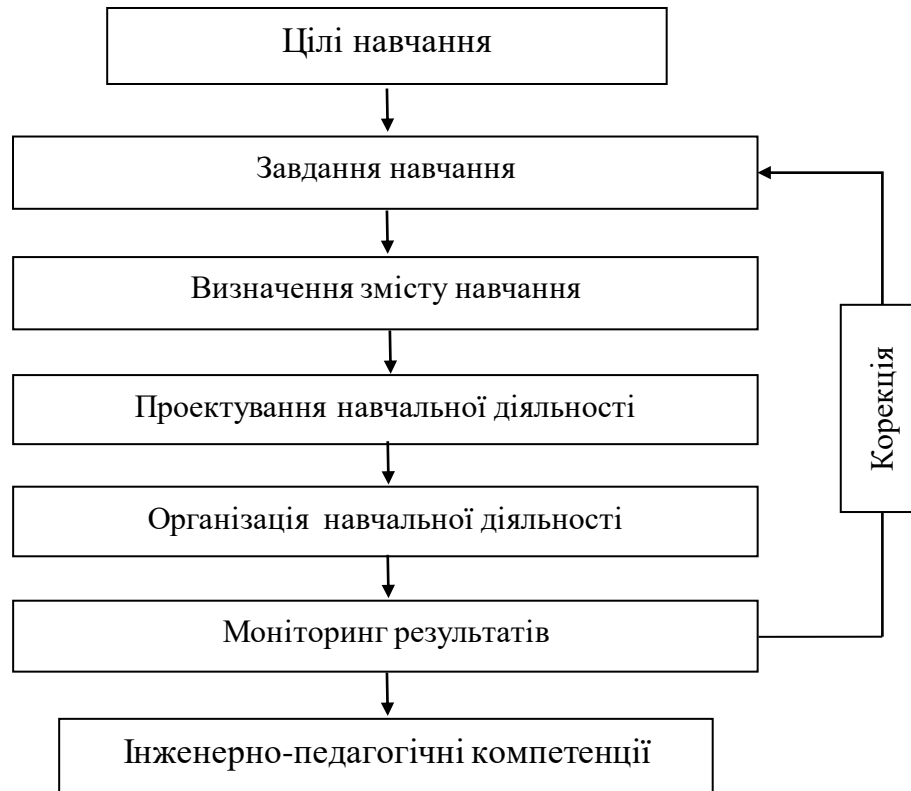 Цілі навчання
Завдання навчання
Визначення змісту навчання
Проектування навчальної діяльності
Корекція
Організація навчальної діяльності
Моніторинг результатів
Інженерно-педагогічні компетенції